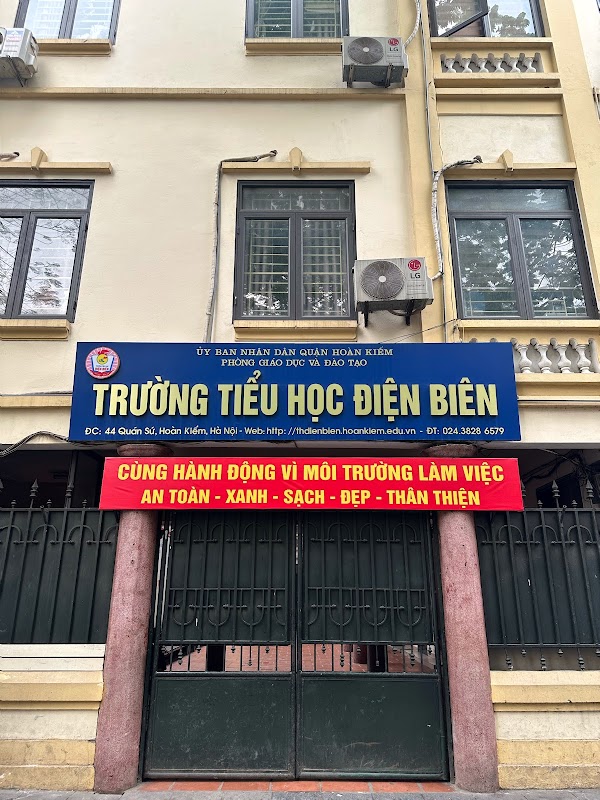 LG
LG
ỦY BAN NHÂN DÂN QUẬN HOÀN KIẾM
PHÒNG GIÁO DỤC VÀ ĐÀO TẠO
TRƯỜNG TIỂU HỌC ĐIỆN BIÊN
ĐC: 44 Quán Sứ, Hoàn Kiếm, Hà Nội - Web: http://thdienbien.hoankiem.edu.vn - ĐT: 024.3828 6579
CÙNG HÀNH ĐỘNG VÌ MÔI TRƯỜNG LÀM VIỆC
AN TOÀN - XANH - SẠCH - ĐẸP - THÂN THIỆN